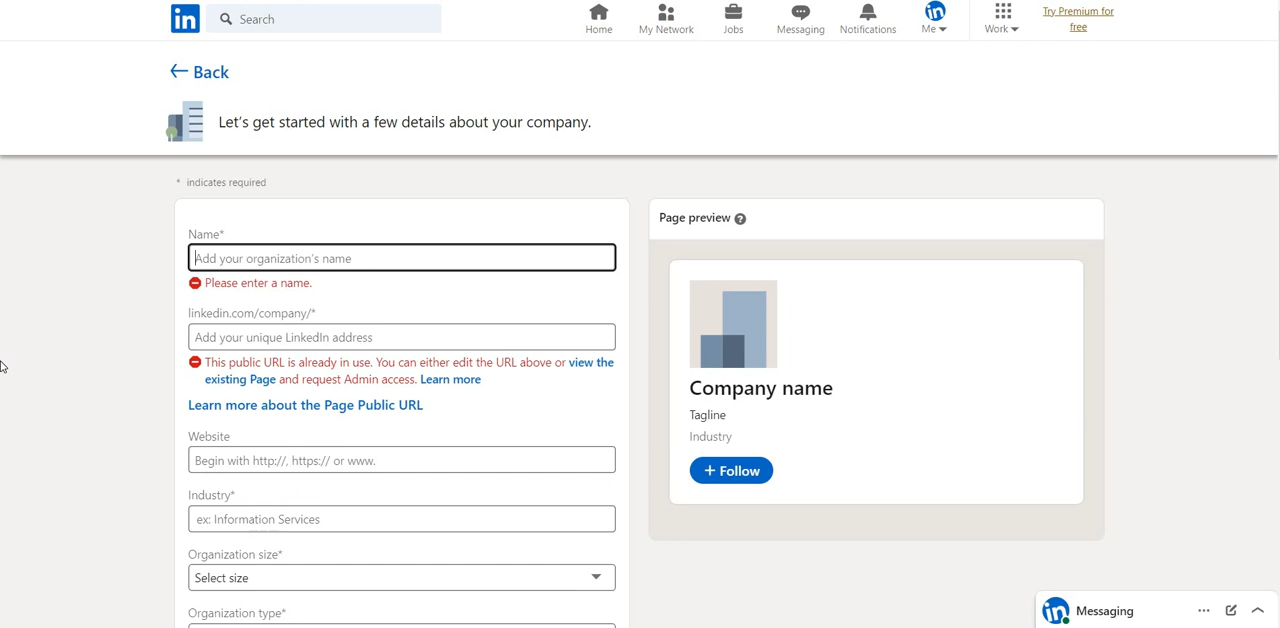 in
Search
Home
My Network
Jobs
Messaging
Notifications
in
Me
Work
Try Premium for
free
Back
Let's get started with a few details about your company.
* indicates required
Name*
Add your organization's name
Please enter a name.
linkedin.com/company/*
Add your unique LinkedIn address
This public URL is already in use. You can either edit the URL above or view the
existing Page and request Admin access. Learn more
Learn more about the Page Public URL
Website
Begin with http://, https:// or www.
Industry*
ex: Information Services
Organization size*
Select size
Organization type*
Page preview ?
Company name
Tagline
Industry
+ Follow
in
Messaging